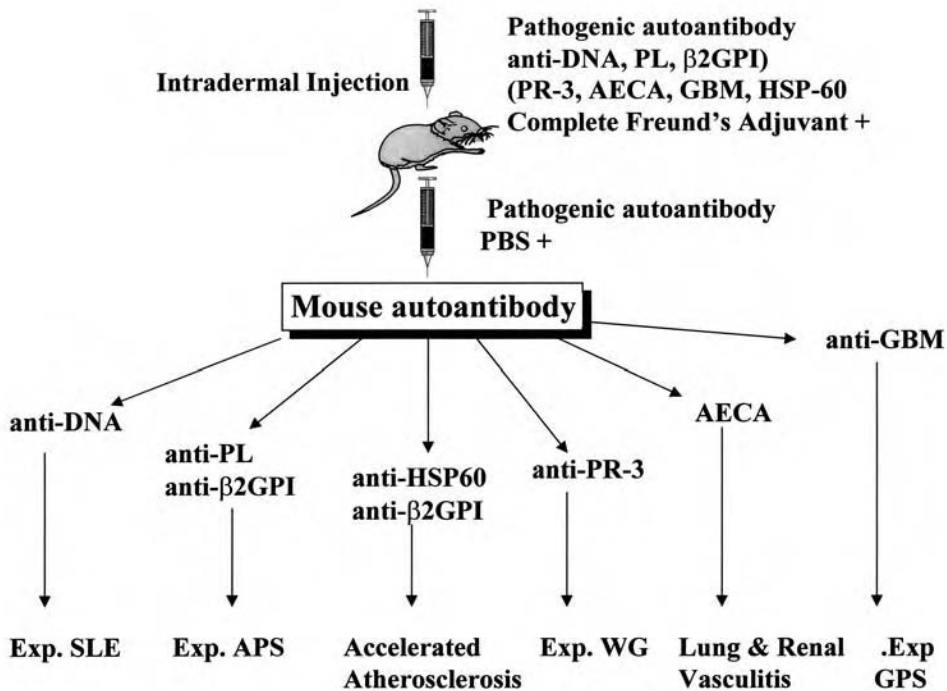 Intradermal Injection
Pathogenic autoantibody
anti-DNA, PL, β2GPI)
(PR-3, AECA, GBM, HSP-60
Complete Freund's Adjuvant +
Pathogenic autoantibody
PBS +
Mouse autoantibody
anti-DNA
anti-PL
anti-β2GPI
anti-HSP60
anti-β2GPI
anti-PR-3
AECA
anti-GBM
Exp. SLE
Exp. APS
Accelerated
Atherosclerosis
Exp. WG
Lung & Renal
Vasculitis
.Exp
GPS